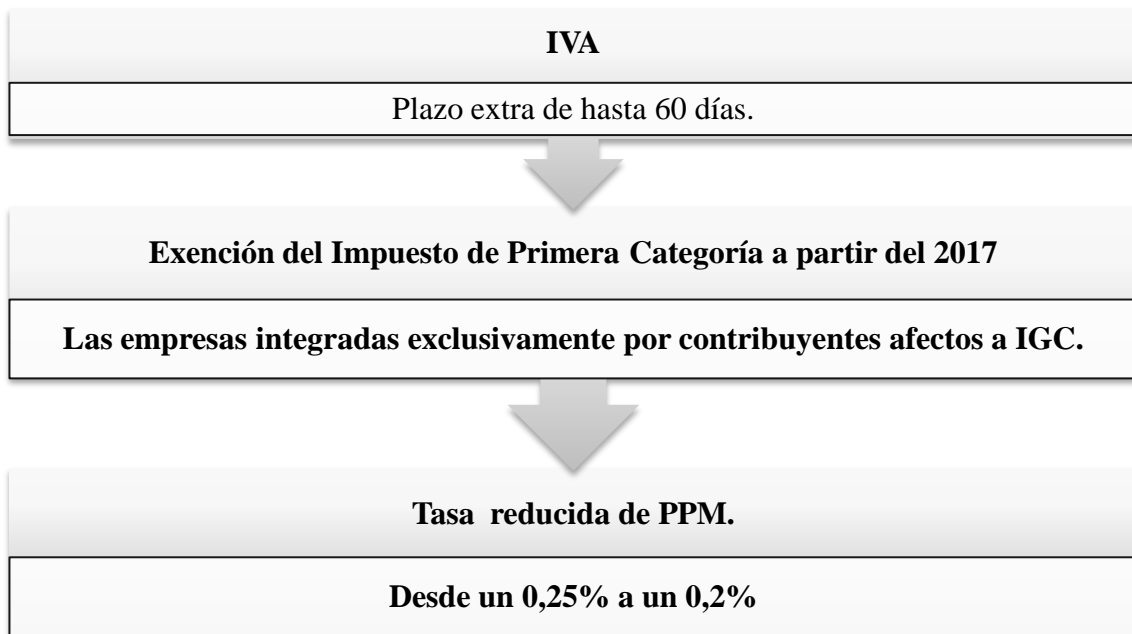 IVA
Plazo extra de hasta 60 días.
Exención del Impuesto de Primera Categoría a partir del 2017
Las empresas integradas exclusivamente por contribuyentes afectos a IGC.
Tasa reducida de PPM.
Desde un 0,25% a un 0,2%